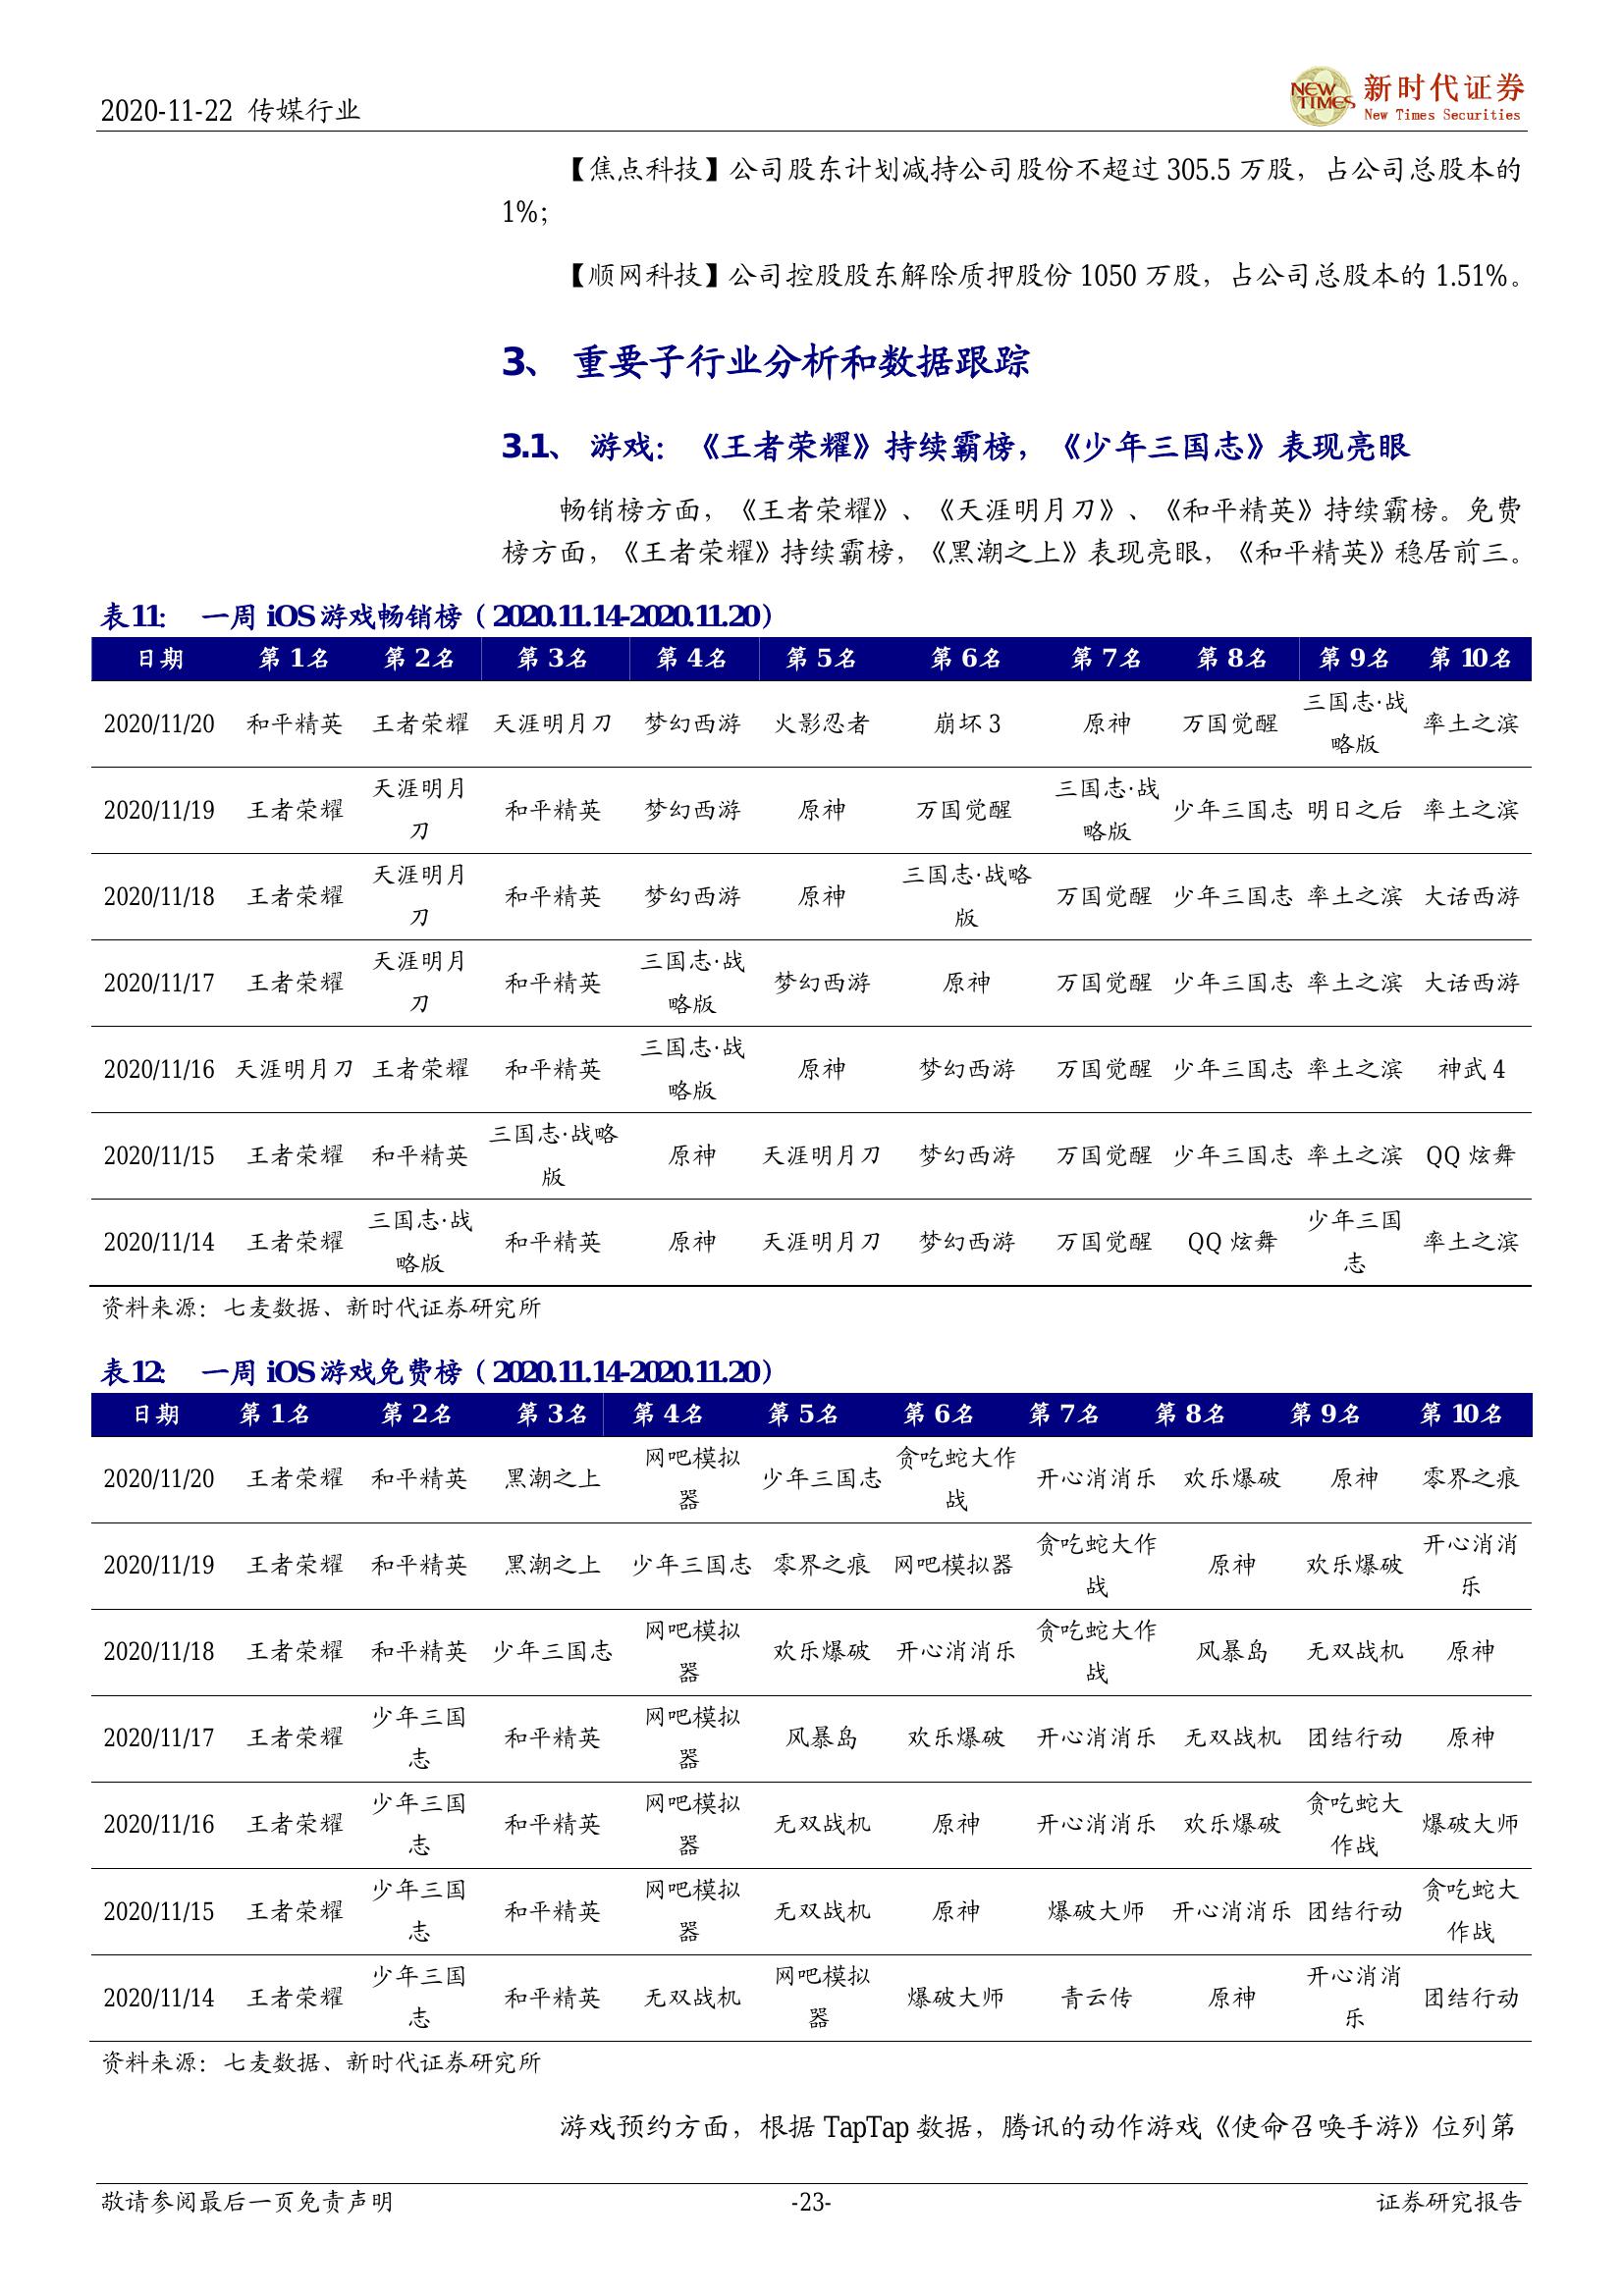 2020-11-22 传媒行业
NEW TIMES 新时代证券
New Times Securities
【焦点科技】公司股东计划减持公司股份不超过 305.5 万股，占公司总股本的
1%；
【顺网科技】公司控股股东解除质押股份 1050 万股，占公司总股本的 1.51%。
3、 重要子行业分析和数据跟踪
3.1、 游戏：《王者荣耀》持续霸榜，《少年三国志》表现亮眼
畅销榜方面，《王者荣耀》、《天涯明月刀》、《和平精英》持续霸榜。免费
榜方面，《王者荣耀》持续霸榜，《黑潮之上》表现亮眼，《和平精英》稳居前三。
表11： 一周 iOS 游戏畅销榜（2020.11.14-2020.11.20）
日期 第 1名 第 2名 第 3名 第 4名 第 5名 第 6名 第 7名 第 8名 第 9名 第 10名
2020/11/20 和平精英 王者荣耀 天涯明月刀 梦幻西游 火影忍者 崩坏 3 原神 万国觉醒 三国志·战略版 率土之滨
2020/11/19 王者荣耀 天涯明月刀 和平精英 梦幻西游 原神 万国觉醒 三国志·战略版 少年三国志 明日之后 率土之滨
2020/11/18 王者荣耀 天涯明月刀 和平精英 梦幻西游 原神 三国志·战略版 万国觉醒 少年三国志 率土之滨 大话西游
2020/11/17 王者荣耀 天涯明月刀 和平精英 三国志·战略版 梦幻西游 原神 万国觉醒 少年三国志 率土之滨 大话西游
2020/11/16 天涯明月刀 王者荣耀 和平精英 三国志·战略版 原神 梦幻西游 万国觉醒 少年三国志 率土之滨 神武 4
2020/11/15 王者荣耀 和平精英 三国志·战略版 原神 天涯明月刀 梦幻西游 万国觉醒 少年三国志 率土之滨 QQ 炫舞
2020/11/14 王者荣耀 三国志·战略版 和平精英 原神 天涯明月刀 梦幻西游 万国觉醒 QQ 炫舞 少年三国志 率土之滨
资料来源：七麦数据、新时代证券研究所
表12： 一周 iOS 游戏免费榜（2020.11.14-2020.11.20）
日期 第 1名 第 2名 第 3名 第 4名 第 5名 第 6名 第 7名 第 8名 第 9名 第 10名
2020/11/20 王者荣耀 和平精英 黑潮之上 网吧模拟器 少年三国志 贪吃蛇大作战 开心消消乐 欢乐爆破 原神 零界之痕
2020/11/19 王者荣耀 和平精英 黑潮之上 少年三国志 零界之痕 网吧模拟器 贪吃蛇大作战 原神 欢乐爆破 开心消消乐
2020/11/18 王者荣耀 和平精英 少年三国志 网吧模拟器 欢乐爆破 开心消消乐 贪吃蛇大作战 风暴岛 无双战机 原神
2020/11/17 王者荣耀 少年三国志 和平精英 网吧模拟器 风暴岛 欢乐爆破 开心消消乐 无双战机 团结行动 原神
2020/11/16 王者荣耀 少年三国志 和平精英 网吧模拟器 无双战机 原神 开心消消乐 欢乐爆破 贪吃蛇大作战 爆破大师
2020/11/15 王者荣耀 少年三国志 和平精英 网吧模拟器 无双战机 原神 爆破大师 开心消消乐 团结行动 贪吃蛇大作战
2020/11/14 王者荣耀 少年三国志 和平精英 无双战机 网吧模拟器 爆破大师 青云传 原神 开心消消乐 团结行动
资料来源：七麦数据、新时代证券研究所
游戏预约方面，根据 TapTap 数据，腾讯的动作游戏《使命召唤手游》位列第
敬请参阅最后一页免责声明 -23- 证券研究报告